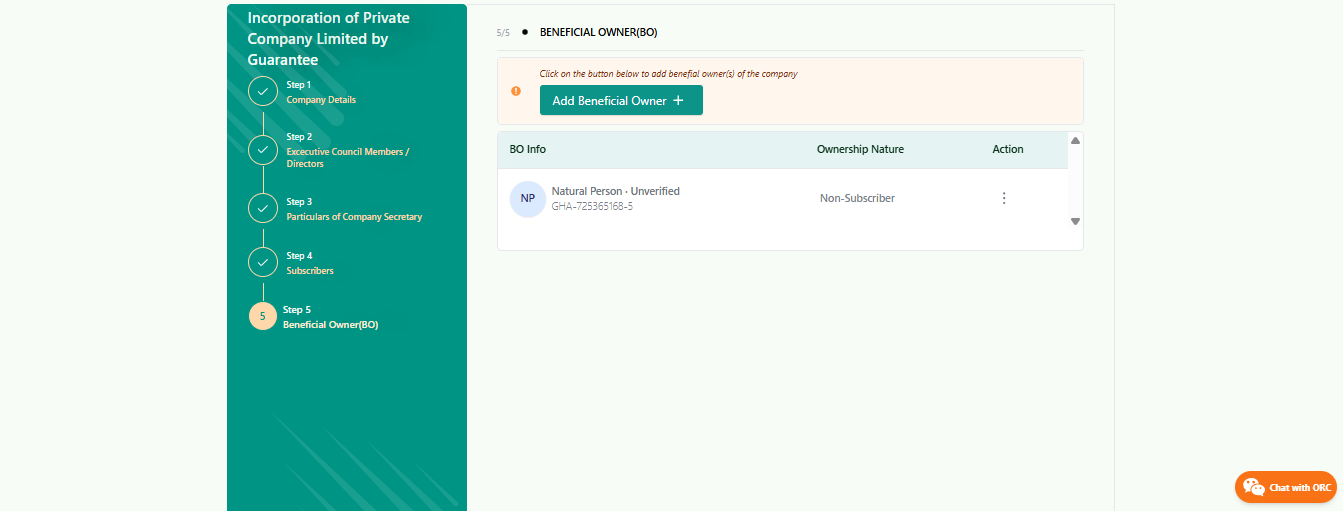 Incorporation of Private
Company Limited by
Guarantee
Step 1
Company Details
Step 2
Excecutive Council Members /
Directors
Step 3
Particulars of Company Secretary
Step 4
Subscribers
5
Step 5
Beneficial Owner(BO)
5/5 • BENEFICIAL OWNER(BO)
Click on the button below to add benefial owner(s) of the company
Add Beneficial Owner +
BO Info Ownership Nature Action
NP
Natural Person · Unverified
GHA-725365168-5
Non-Subscriber
Chat with ORC